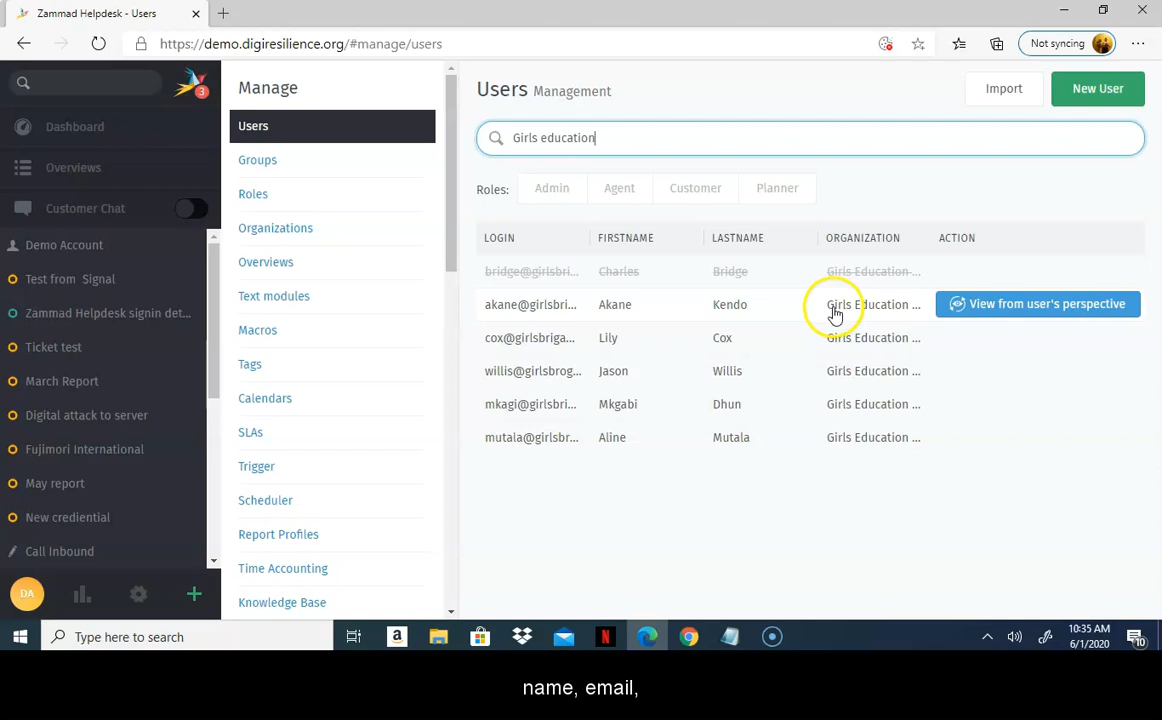 Zammad Helpdesk - Users
https://demo.digiresilience.org/#manage/users
Not syncing
3
Dashboard
Overviews
Customer Chat
Demo Account
Test from Signal
Zammad Helpdesk signin det...
Ticket test
March Report
Digital attack to server
Fujimori International
May report
New crediential
Call Inbound
DA
Manage
Users
Groups
Roles
Organizations
Overviews
Text modules
Macros
Tags
Calendars
SLAs
Trigger
Scheduler
Report Profiles
Time Accounting
Knowledge Base
Users Management
Import
New User
Girls education
Roles: Admin Agent Customer Planner
LOGIN FIRSTNAME LASTNAME ORGANIZATION ACTION
bridge@girlsbri... Charles Bridge Girls Education ...
akane@girlsbri... Akane Kendo Girls Education ... View from user's perspective
cox@girlsbriga... Lily Cox Girls Education ...
willis@girlsbrog... Jason Willis Girls Education ...
mkagi@girlsbri... Mkgabi Dhun Girls Education ...
mutala@girlsbr... Aline Mutala Girls Education ...
Type here to search
a
N
10:35 AM
6/1/2020
10
name, email,